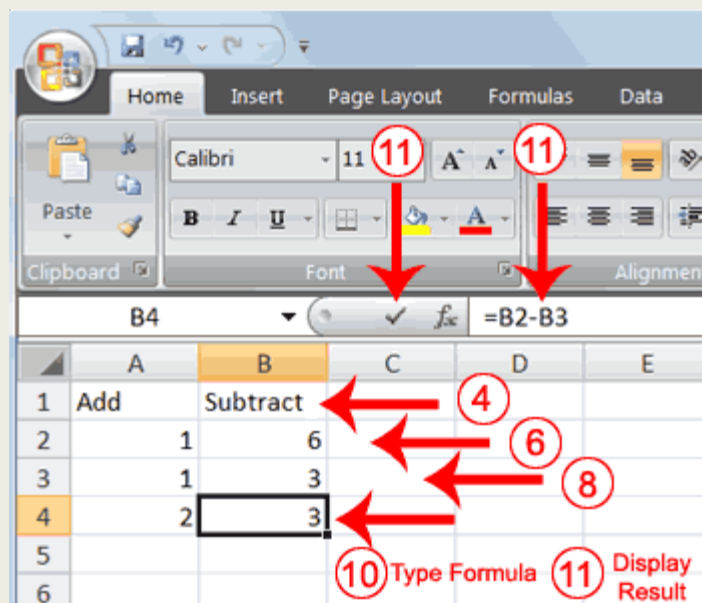 Home Insert Page Layout Formulas Data
Calibri 11 11 A A 11
Paste B I U A
Clipboard Font Alignmen
B4 fx =B2-B3
A B C D E
1 Add Subtract 4
2 1 6 6
3 1 3 8
4 2 3
5
10 Type Formula 11 Display
6 Result